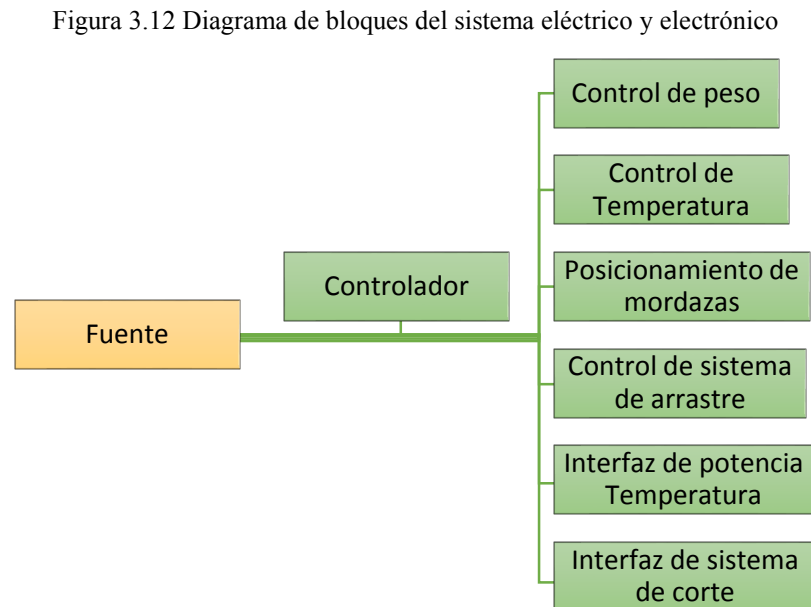 Figura 3.12 Diagrama de bloques del sistema eléctrico y electrónico
Control de peso
Control de
Temperatura
Controlador
Posicionamiento de
mordazas
Fuente
Control de sistema
de arrastre
Interfaz de potencia
Temperatura
Interfaz de sistema
de corte